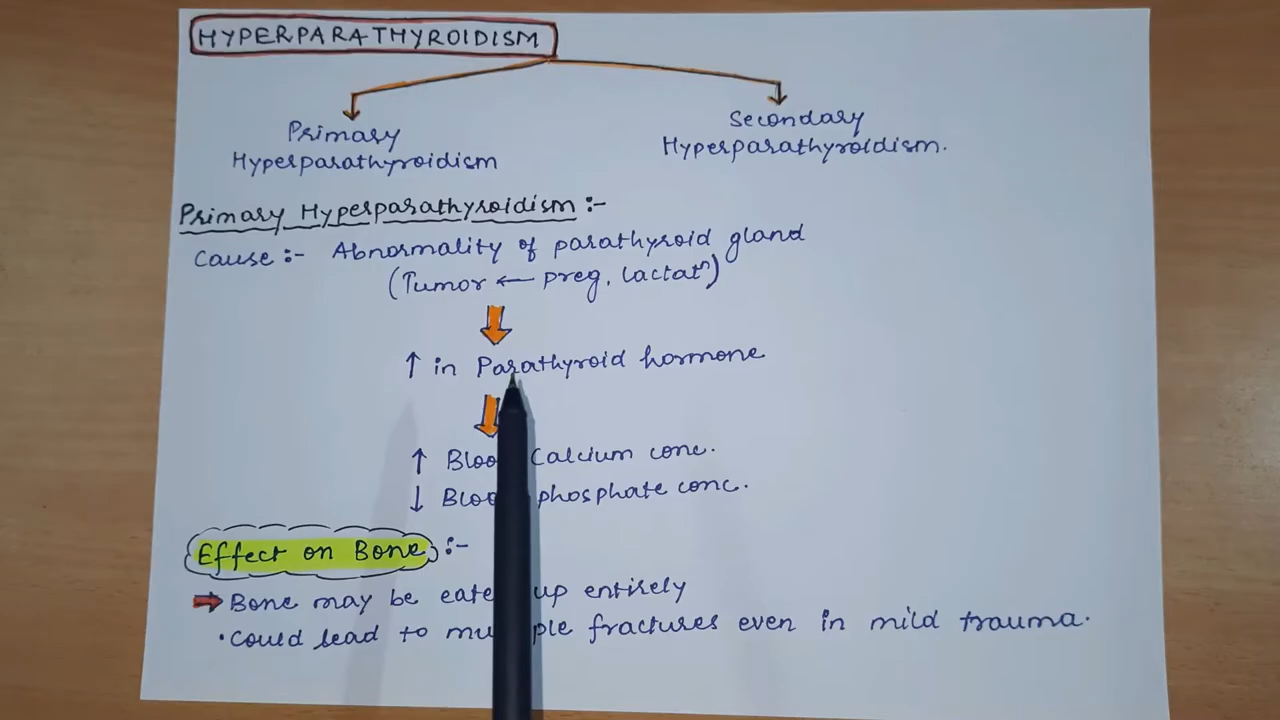 HYPERPARATHYROIDISM
Primary
Hyperparathyroidism
Secondary
Hyperparathyroidism.
Primary Hyperparathyroidism :-
Cause :- Abnormality of parathyroid gland
(Tumor ← preg, lactatⁿ)
↑ in Parathyroid hormone
↑ Calcium conc.
↓ phosphate conc.
Effect on Bone :-
⇒ Bone may be up entirely
• Could lead to fractures even in mild trauma.